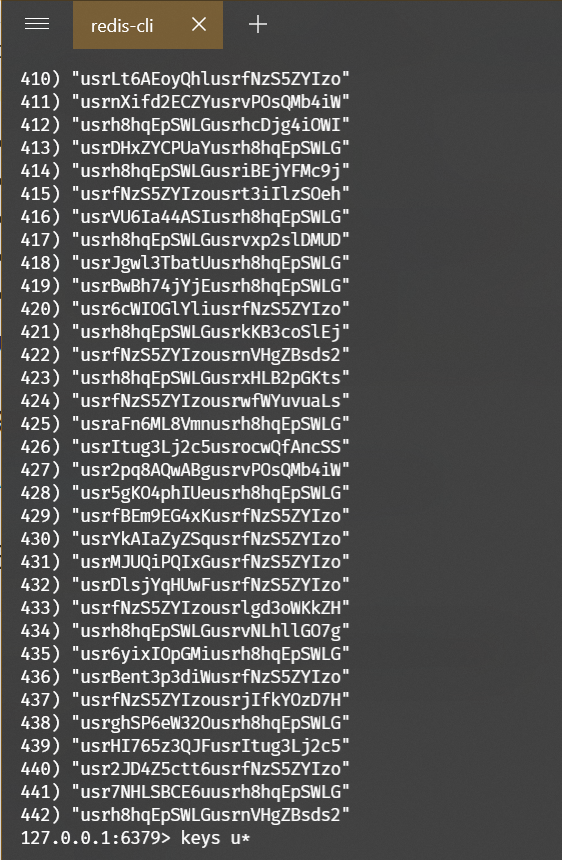 redis-cli
410) "usrLt6AEoyQhlusrfNzS5ZYIzo"
411) "usrnXifd2ECZYusrvPOsQMb4iW"
412) "usrh8hqEpSWLGusrhcDjg4iOWI"
413) "usrDHxZYCPUaYusrh8hqEpSWLG"
414) "usrh8hqEpSWLGusriBEjYFMc9j"
415) "usrfNzS5ZYIzousrt3iIlzSOeh"
416) "usrVU6Ia44ASIusrh8hqEpSWLG"
417) "usrh8hqEpSWLGusrvxp2slDMUD"
418) "usrJgwl3TbatUusrh8hqEpSWLG"
419) "usrBwBh74jYjEusrh8hqEpSWLG"
420) "usr6cWIOGlYliusrfNzS5ZYIzo"
421) "usrh8hqEpSWLGusrkKB3coSlEj"
422) "usrfNzS5ZYIzousrnVHgZBsds2"
423) "usrh8hqEpSWLGusrxHLB2pGKts"
424) "usrfNzS5ZYIzousrwfWYuvuaLs"
425) "usraFn6ML8Vmnusrh8hqEpSWLG"
426) "usrItug3Lj2c5usrocwQfAncSS"
427) "usr2pq8AQwABgusrvPOsQMb4iW"
428) "usr5gKO4phIUeusrh8hqEpSWLG"
429) "usrfBEm9EG4xKusrfNzS5ZYIzo"
430) "usrYkAIaZyZSqusrfNzS5ZYIzo"
431) "usrMJUQiPQIxGusrfNzS5ZYIzo"
432) "usrDlsjYqHUwFusrfNzS5ZYIzo"
433) "usrfNzS5ZYIzousrlgd3oWKkZH"
434) "usrh8hqEpSWLGusrvNLhllGO7g"
435) "usr6yixIOpGMiusrh8hqEpSWLG"
436) "usrBent3p3diWusrfNzS5ZYIzo"
437) "usrfNzS5ZYIzousrjIfkYOzD7H"
438) "usrghSP6eW32Ousrh8hqEpSWLG"
439) "usrHI765z3QJFusrItug3Lj2c5"
440) "usr2JD4Z5ctt6usrfNzS5ZYIzo"
441) "usr7NHLSBCE6uusrh8hqEpSWLG"
442) "usrh8hqEpSWLGusrnVHgZBsds2"
127.0.0.1:6379> keys u*